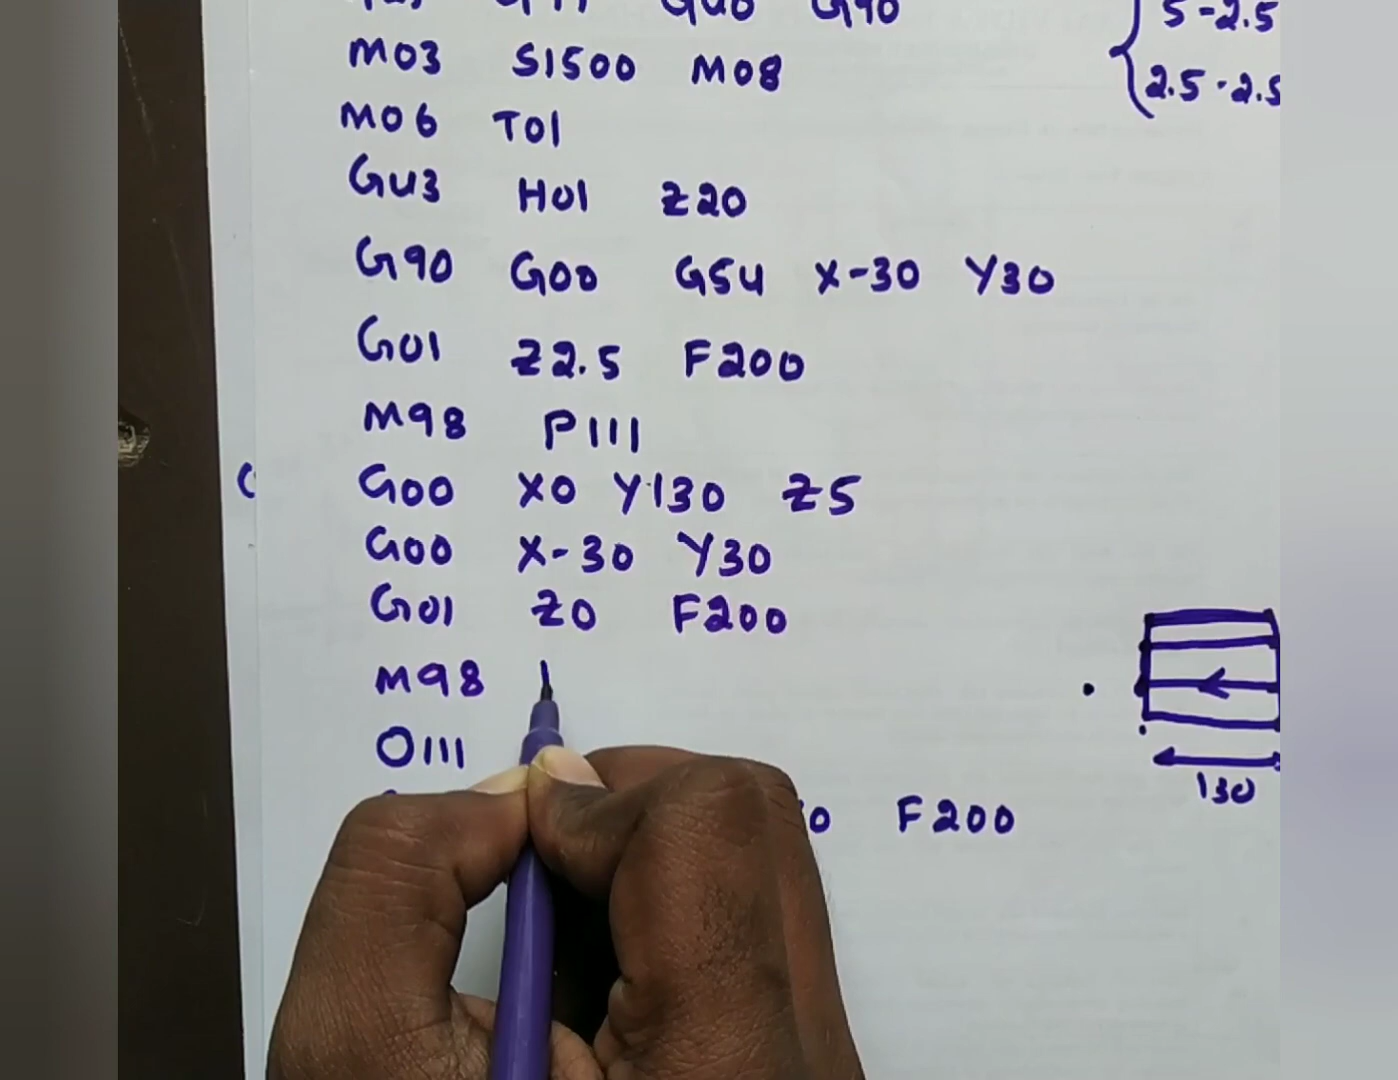 G40 G90
5-2.5
M03 S1500 M08
2.5-2.5
M06 T01
G43 H01 Z20
G90 G00 G54 X-30 Y30
G01 Z2.5 F200
M98 P111
G00 X0 Y130 Z5
G00 X-30 Y30
G01 Z0 F200
M98
O111
130
F200